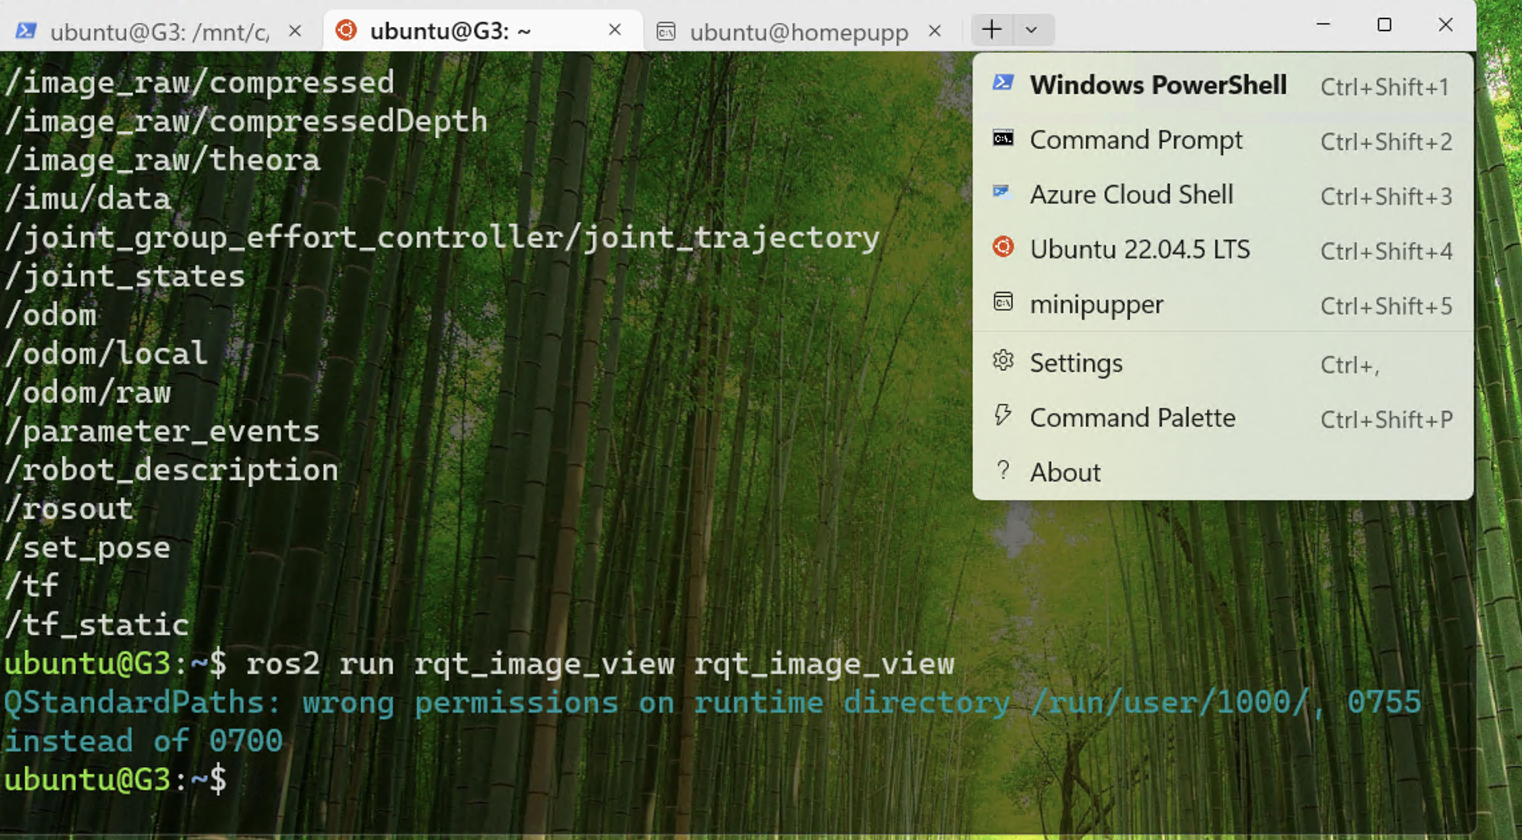 ubuntu@G3: /mnt/c/
ubuntu@G3: ~
ubuntu@homepupp
/image_raw/compressed
/image_raw/compressedDepth
/image_raw/theora
/imu/data
/joint_group_effort_controller/joint_trajectory
/joint_states
/odom
/odom/local
/odom/raw
/parameter_events
/robot_description
/rosout
/set_pose
/tf
/tf_static
ubuntu@G3:~$ ros2 run rqt_image_view rqt_image_view
QStandardPaths: wrong permissions on runtime directory /run/user/1000/, 0755
instead of 0700
ubuntu@G3:~$
Windows PowerShell Ctrl+Shift+1
Command Prompt Ctrl+Shift+2
Azure Cloud Shell Ctrl+Shift+3
Ubuntu 22.04.5 LTS Ctrl+Shift+4
minipupper Ctrl+Shift+5
Settings Ctrl+,
Command Palette Ctrl+Shift+P
About